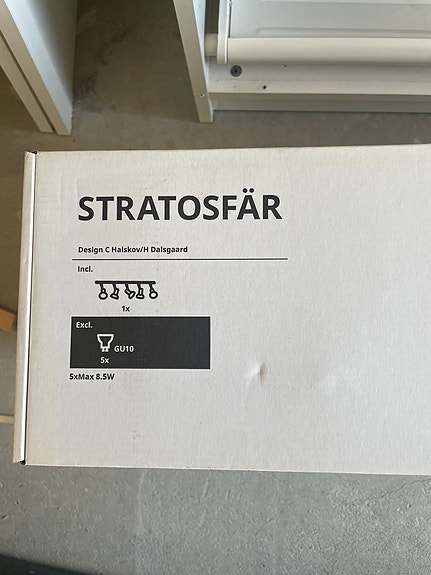 STRATOSFÄR
Design C Halskov/H Dalsgaard
Incl.
1x
Excl.
GU10
5x
5xMax 8.5W